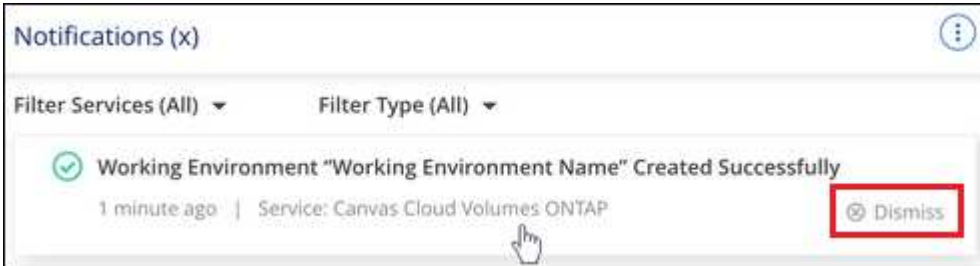 Notifications (x)
Filter Services (All) Filter Type (All)
Working Environment “Working Environment Name” Created Successfully
1 minute ago | Service: Canvas Cloud Volumes ONTAP
Dismiss